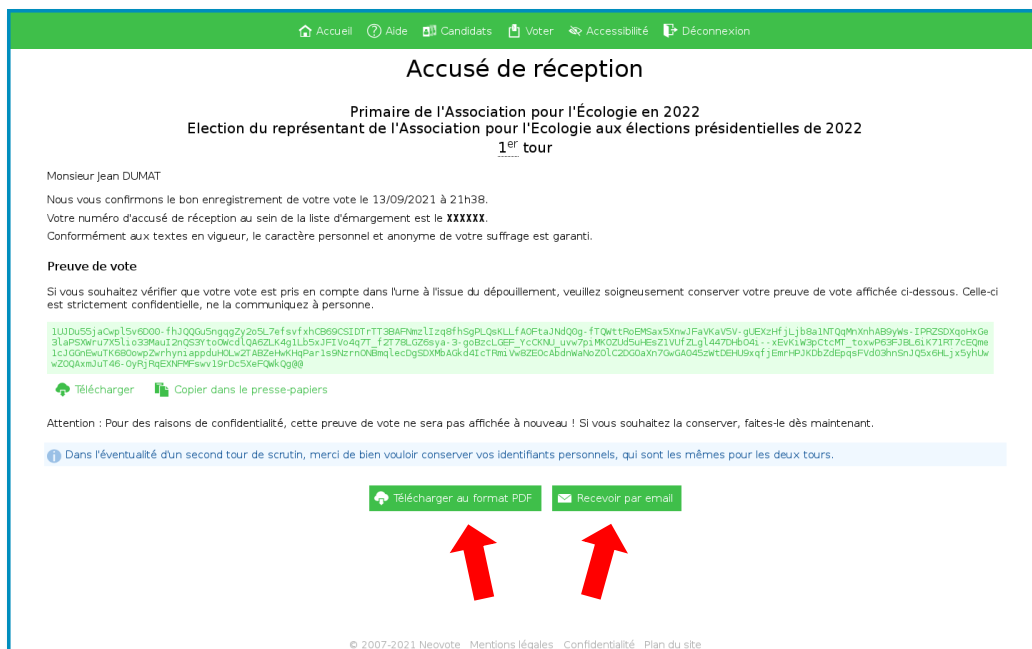 Accueil Aide Candidats Voter Accessibilité Déconnexion
Accusé de réception
Primaire de l'Association pour l'Écologie en 2022
Election du représentant de l'Association pour l'Ecologie aux élections présidentielles de 2022
1er tour
Monsieur Jean DUMAT
Nous vous confirmons le bon enregistrement de votre vote le 13/09/2021 à 21h38.
Votre numéro d'accusé de réception au sein de la liste d'émargement est le XXXXXX.
Conformément aux textes en vigueur, le caractère personnel et anonyme de votre suffrage est garanti.
Preuve de vote
Si vous souhaitez vérifier que votre vote est pris en compte dans l'urne à l'issue du dépouillement, veuillez soigneusement conserver votre preuve de vote affichée ci-dessous. Celle-ci
est strictement confidentielle, ne la communiquez à personne.
Télécharger Copier dans le presse-papiers
Attention : Pour des raisons de confidentialité, cette preuve de vote ne sera pas affichée à nouveau ! Si vous souhaitez la conserver, faites-le dès maintenant.
Dans l'éventualité d'un second tour de scrutin, merci de bien vouloir conserver vos identifiants personnels, qui sont les mêmes pour les deux tours.
Télécharger au format PDF Recevoir par email
© 2007-2021 Neovote Mentions légales Confidentialité Plan du site